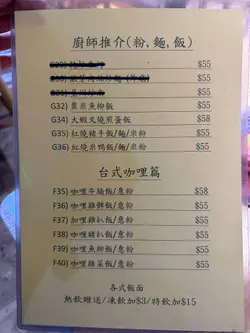 廚師推介(粉,麵,飯)
$55
$55
$55
G32) 粟米魚柳飯 $55
G34) 大蝦叉燒煎蛋飯 $58
G35) 紅燒豬手飯/麵/米粉 $55
G36) 紅燒米鴨飯/麵/米粉 $55
台式咖哩篇
F35) 咖哩牛腩飯/意粉 $58
F36) 咖哩雞髀飯/意粉 $55
F37) 咖哩雞扒飯/意粉 $55
F38) 咖哩豬扒飯/意粉 $55
F39) 咖哩魚柳飯/意粉 $55
F40) 咖哩雜菜飯/意粉 $55
各式飯面
熱飲贈送/凍飲加$3/特飲加$15